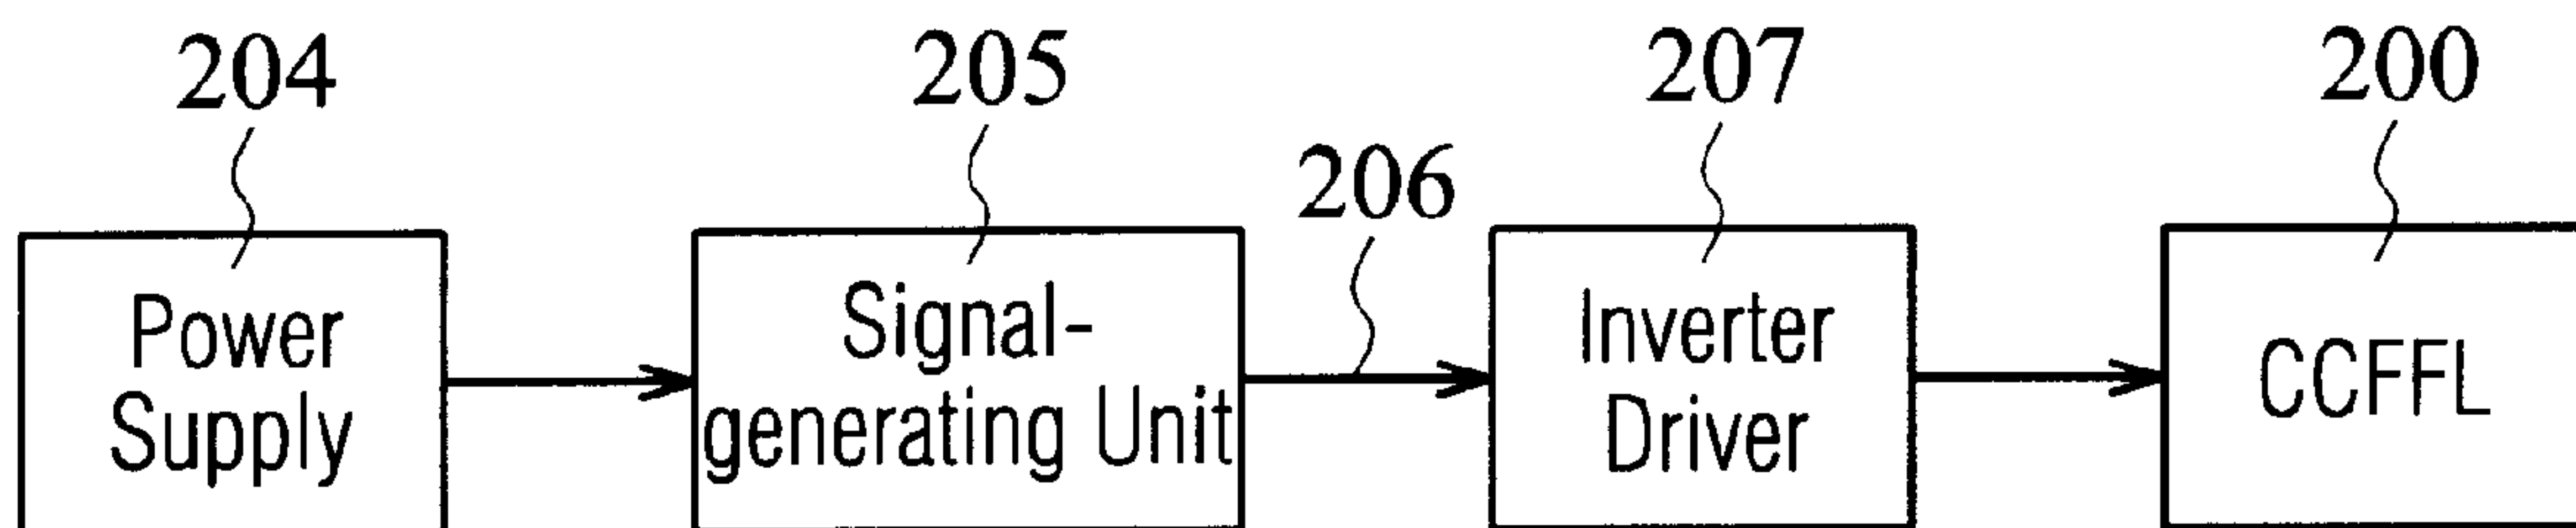 204
205
207
200
206
Power
Supply
Signal-
generating Unit
Inverter
Driver
CCFFL